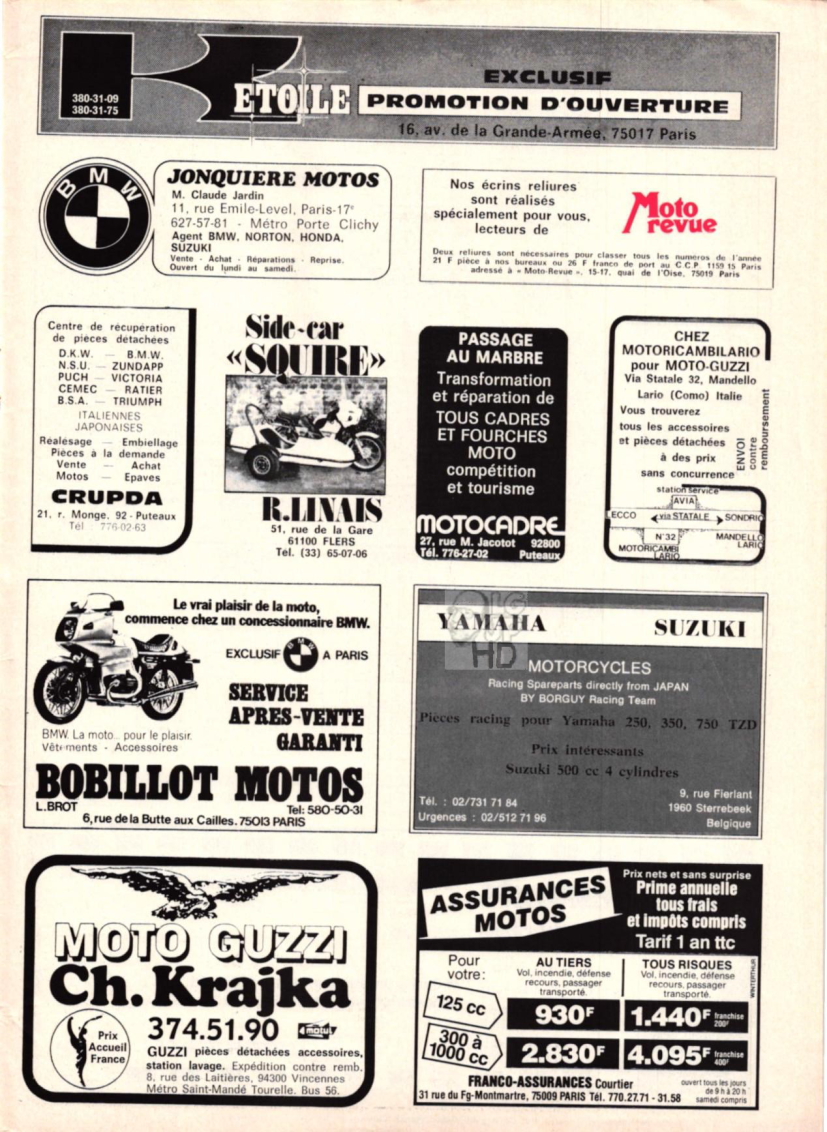 380-31-09
380-31-75
ETOILE
EXCLUSIF
PROMOTION D'OUVERTURE
16, av. de la Grande-Armée, 75017 Paris
BMW
JONQUIERE MOTOS
M. Claude Jardin
11, rue Emile-Level, Paris-17e
627-57-81 - Métro Porte Clichy
Agent BMW, NORTON, HONDA,
SUZUKI
Vente - Achat - Réparations - Reprise.
Ouvert du lundi au samedi.
Nos écrins reliures
sont réalisés
spécialement pour vous,
lecteurs de
Moto
revue
Deux reliures sont nécessaires pour classer tous les numéros de l'année
21 F pièce à nos bureaux ou 26 F franco de port au C.C.P. 1159 15 Paris
adressé à « Moto-Revue », 15-17, quai de l'Oise, 75019 Paris
Centre de récupération
de pièces détachées
D.K.W. — B.M.W.
N.S.U. — ZUNDAPP
PUCH — VICTORIA
CEMEC — RATIER
B.S.A. — TRIUMPH
ITALIENNES
JAPONAISES
Réalésage — Embiellage
Pièces à la demande
Vente — Achat
Motos — Epaves
CRUPDA
21, r. Monge, 92 - Puteaux
Tél : 776-02-63
Side-car
«SQUIRE»
R.LINAIS
51, rue de la Gare
61100 FLERS
Tel. (33) 65-07-06
PASSAGE
AU MARBRE
Transformation
et réparation de
TOUS CADRES
ET FOURCHES
MOTO
compétition
et tourisme
MOTOCADRE
27, rue M. Jacotot 92800
Tél. 776-27-02 Puteaux
CHEZ
MOTORICAMBILARIO
pour MOTO-GUZZI
Via Statale 32, Mandello
Lario (Como) Italie
Vous trouverez
tous les accessoires
et pièces détachées
à des prix
sans concurrence
ENVOI
contre
remboursement
station service
AVIA
LECCO
via STATALE
SONDRIO
N°32
MOTORICAMBI
LARIO
MANDELLO
LARIO
Le vrai plaisir de la moto,
commence chez un concessionnaire BMW.
EXCLUSIF BMW A PARIS
SERVICE
APRES-VENTE
GARANTI
BMW. La moto... pour le plaisir.
Vêtements - Accessoires
BOBILLOT MOTOS
L.BROT Tel: 580-50-31
6, rue de la Butte aux Cailles. 75013 PARIS
YAMAHA SUZUKI
HD
MOTORCYCLES
Racing Spareparts directly from JAPAN
BY BORGUY Racing Team
Pièces racing pour Yamaha 250, 350, 750 TZD
Prix intéressants
Suzuki 500 cc 4 cylindres
Tél. : 02/731 71 84
Urgences : 02/512 71 96
9, rue Fierlant
1960 Sterrebeek
Belgique
MOTO GUZZI
Ch. Krajka
374.51.90
motul
Prix
Accueil
France
GUZZI pièces détachées accessoires,
station lavage. Expédition contre remb.
8, rue des Laitières, 94300 Vincennes
Métro Saint-Mandé Tourelle. Bus 56.
ASSURANCES
MOTOS
Prix nets et sans surprise
Prime annuelle
tous frais
et impôts compris
Tarif 1 an ttc
Pour
votre:
AU TIERS
Vol, incendie, défense
recours, passager
transporté.
TOUS RISQUES
Vol, incendie, défense
recours, passager
transporté.
WINTERTHUR
125 cc
930F
1.440F franchise
200F
300 à
1000 cc
2.830F
4.095F franchise
400F
FRANCO-ASSURANCES Courtier
31 rue du Fg-Montmartre, 75009 PARIS Tél. 770.27.71 - 31.58
ouvert tous les jours
de 9 h à 20 h
samedi compris